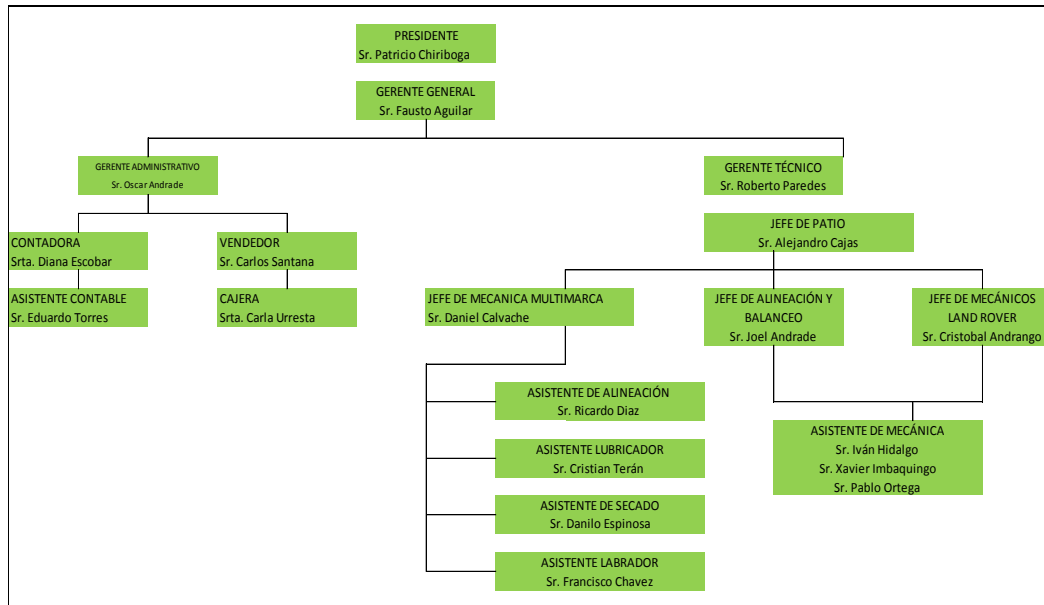 PRESIDENTE
Sr. Patricio Chiriboga
GERENTE GENERAL
Sr. Fausto Aguilar
GERENTE ADMINISTRATIVO
Sr. Oscar Andrade
GERENTE TÉCNICO
Sr. Roberto Paredes
CONTADORA
Srta. Diana Escobar
VENDEDOR
Sr. Carlos Santana
JEFE DE PATIO
Sr. Alejandro Cajas
ASISTENTE CONTABLE
Sr. Eduardo Torres
CAJERA
Srta. Carla Urresta
JEFE DE MECANICA MULTIMARCA
Sr. Daniel Calvache
JEFE DE ALINEACIÓN Y
BALANCEO
Sr. Joel Andrade
JEFE DE MECÁNICOS
LAND ROVER
Sr. Cristobal Andrango
ASISTENTE DE ALINEACIÓN
Sr. Ricardo Diaz
ASISTENTE LUBRICADOR
Sr. Cristian Terán
ASISTENTE DE SECADO
Sr. Danilo Espinosa
ASISTENTE LABRADOR
Sr. Francisco Chavez
ASISTENTE DE MECÁNICA
Sr. Iván Hidalgo
Sr. Xavier Imbaquingo
Sr. Pablo Ortega